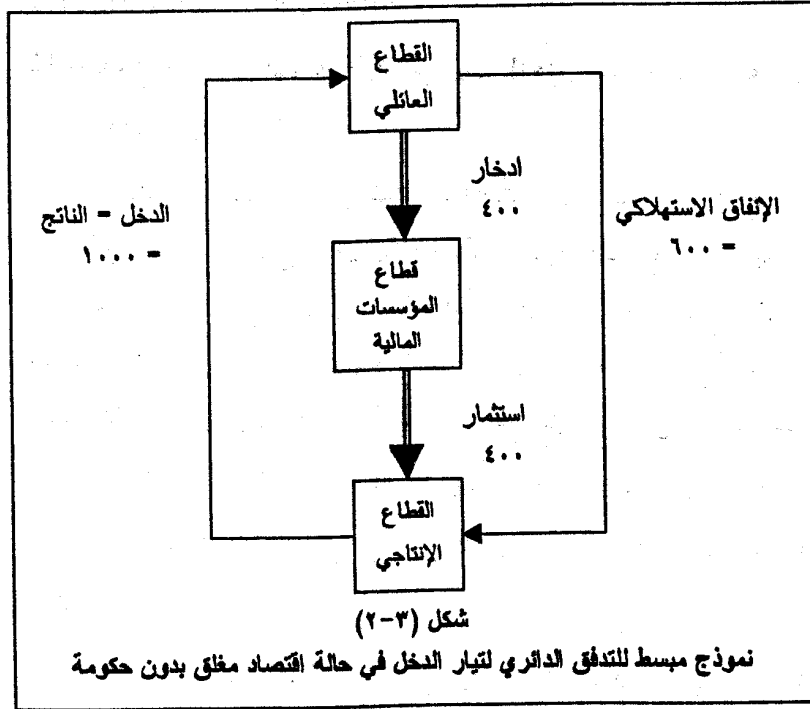 القطاع
العائلي
ادخار
٤٠٠
الإنفاق الاستهلاكي
= ٦٠٠
الدخل = الناتج
= ١٠٠٠
قطاع
المؤسسات
المالية
استثمار
٤٠٠
القطاع
الإنتاجي
شكل (٣-٢)
نموذج مبسط للتدفق الدائري لتيار الدخل في حالة اقتصاد مغلق بدون حكومة